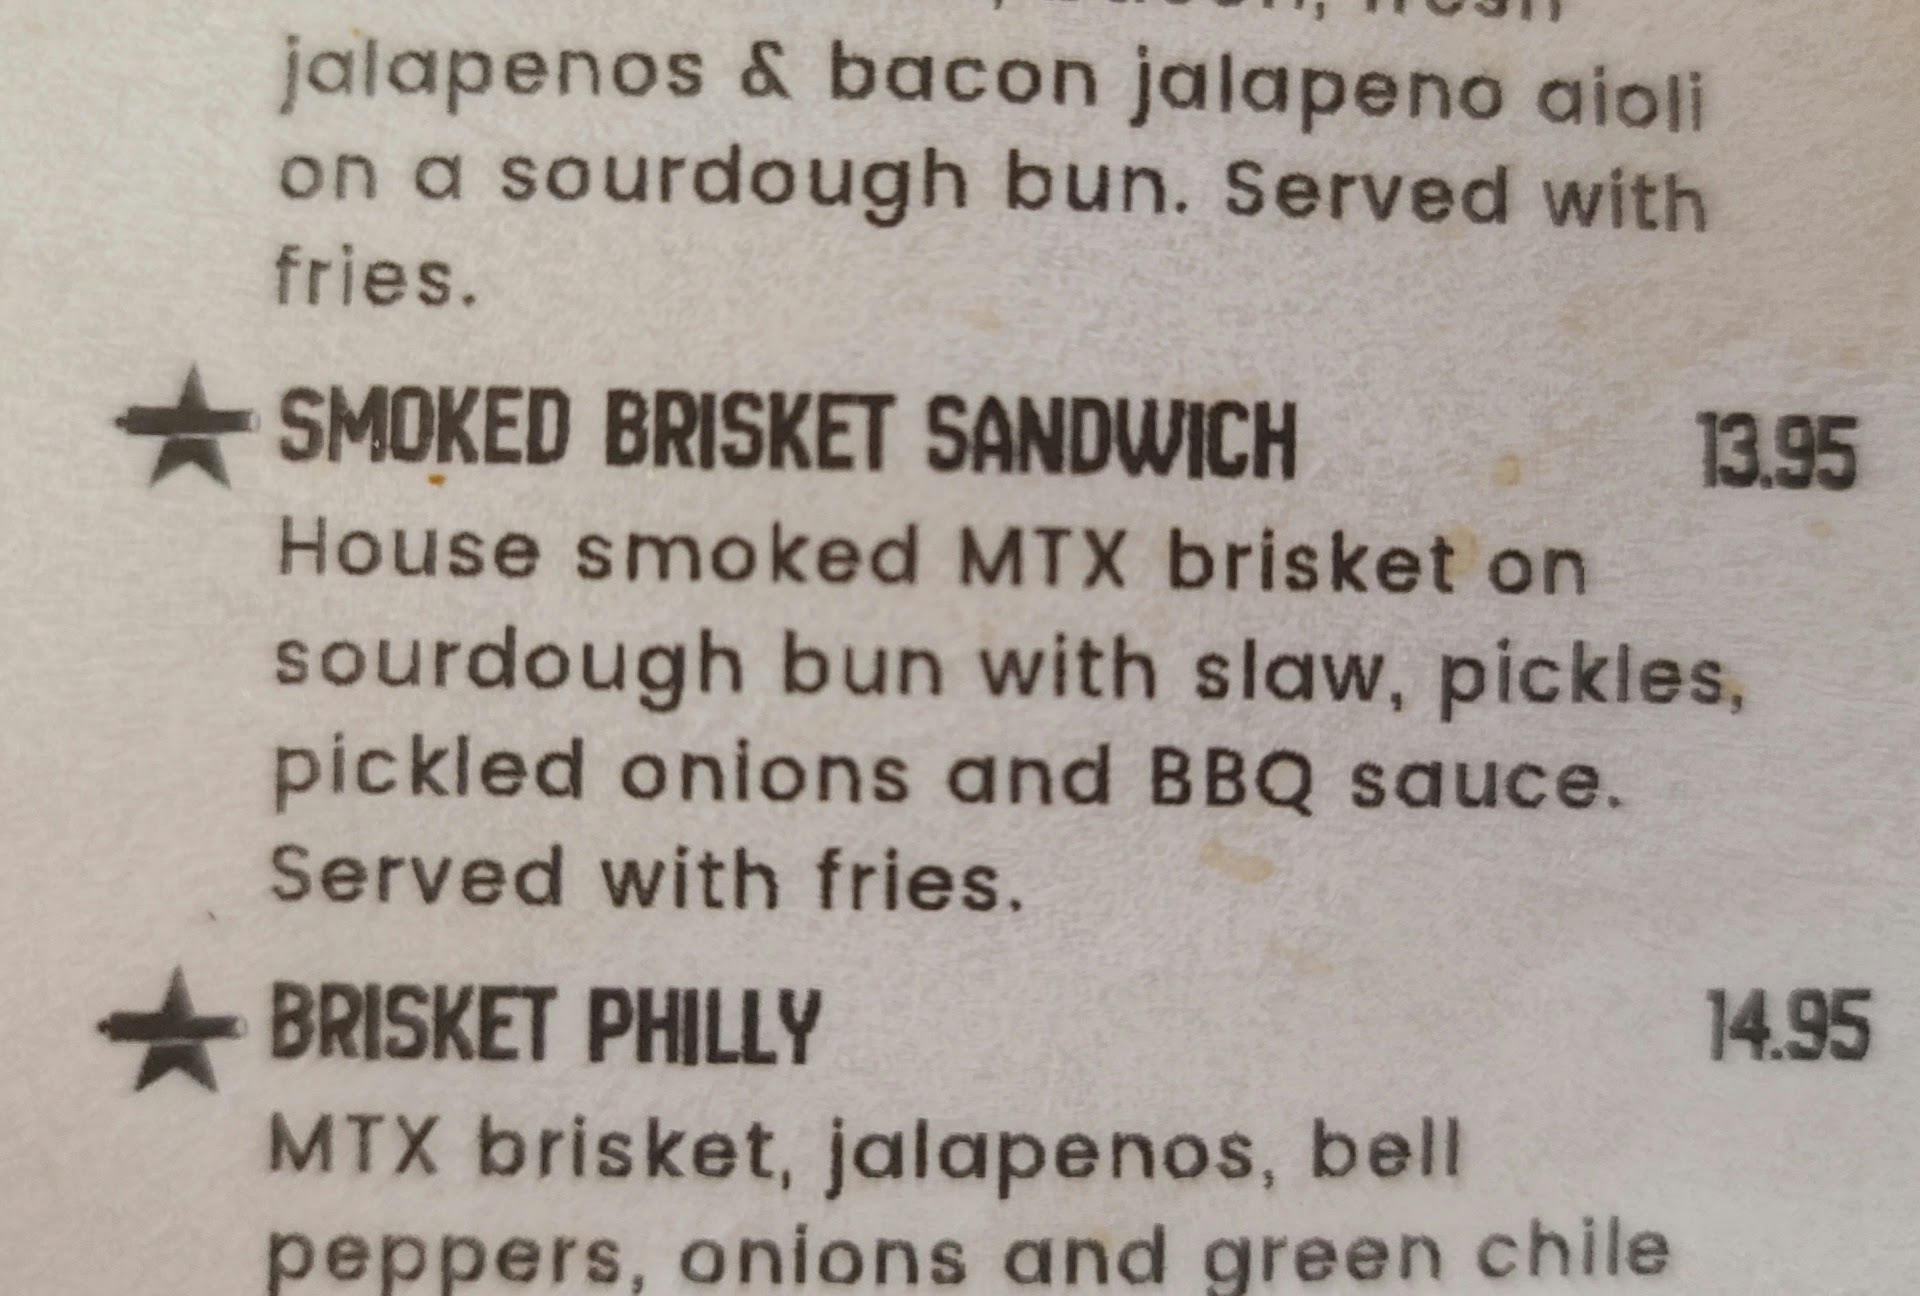 jalapenos & bacon jalapeno aioli
on a sourdough bun. Served with
fries.
SMOKED BRISKET SANDWICH 13.95
House smoked MTX brisket on
sourdough bun with slaw, pickles,
pickled onions and BBQ sauce.
Served with fries.
BRISKET PHILLY 14.95
MTX brisket, jalapenos, bell
peppers, onions and green chile